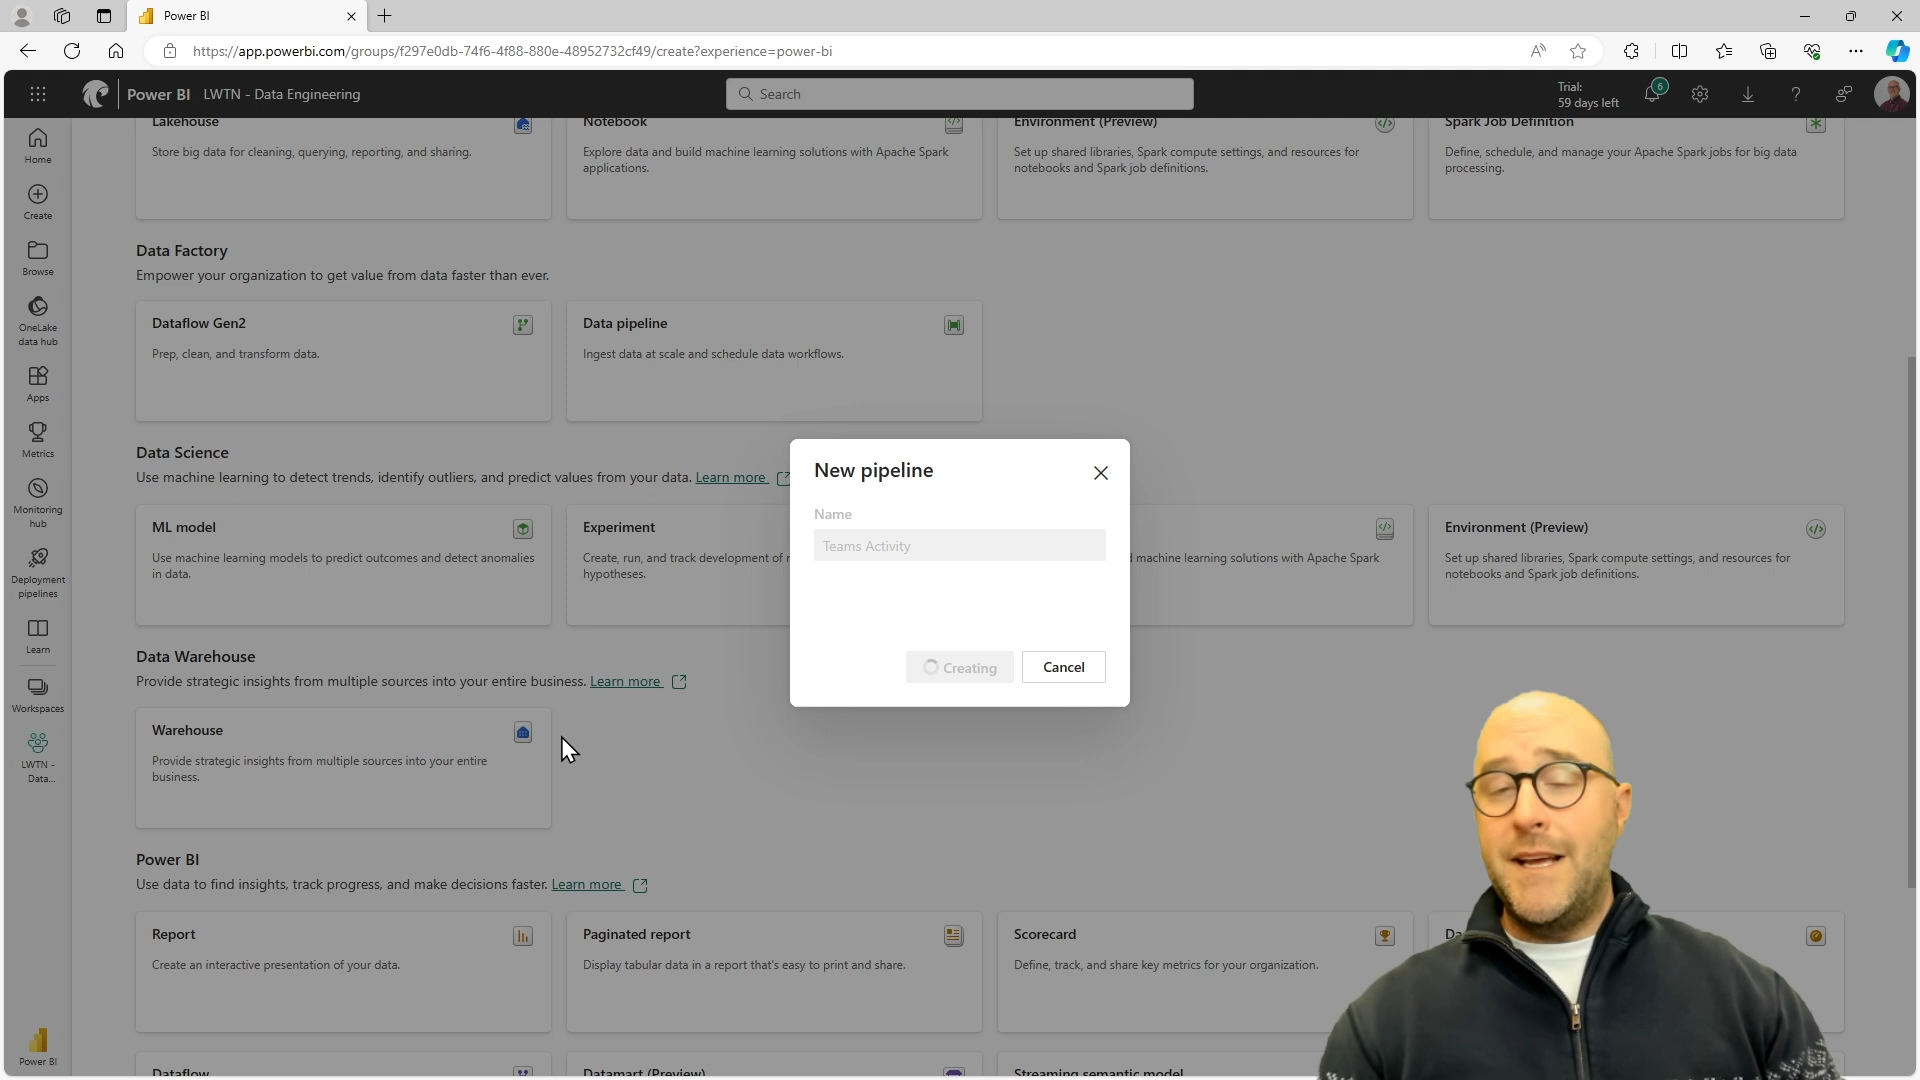 Power BI
https://app.powerbi.com/groups/f297e0db-74f6-4f88-880e-48952732cf49/create?experience=power-bi
Power BI LWTN - Data Engineering
Search
Trial:
59 days left
6
Home
Create
Browse
OneLake
data hub
Apps
Metrics
Monitoring
hub
Deployment
pipelines
Learn
Workspaces
LWTN -
Data...
Power BI
Lakehouse
Store big data for cleaning, querying, reporting, and sharing.
Notebook
Explore data and build machine learning solutions with Apache Spark
applications.
Environment (Preview)
Set up shared libraries, Spark compute settings, and resources for
notebooks and Spark job definitions.
Spark Job Definition
Define, schedule, and manage your Apache Spark jobs for big data
processing.
Data Factory
Empower your organization to get value from data faster than ever.
Dataflow Gen2
Prep, clean, and transform data.
Data pipeline
Ingest data at scale and schedule data workflows.
Data Science
Use machine learning to detect trends, identify outliers, and predict values from your data. Learn more
ML model
Use machine learning models to predict outcomes and detect anomalies
in data.
Experiment
Create, run, and track development of
hypotheses.
machine learning solutions with Apache Spark
Environment (Preview)
Set up shared libraries, Spark compute settings, and resources for
notebooks and Spark job definitions.
New pipeline
Name
Teams Activity
Creating
Cancel
Data Warehouse
Provide strategic insights from multiple sources into your entire business. Learn more
Warehouse
Provide strategic insights from multiple sources into your entire
business.
Power BI
Use data to find insights, track progress, and make decisions faster. Learn more
Report
Create an interactive presentation of your data.
Paginated report
Display tabular data in a report that's easy to print and share.
Scorecard
Define, track, and share key metrics for your organization.
Dataflow
Datamart (Preview)
Streaming semantic model